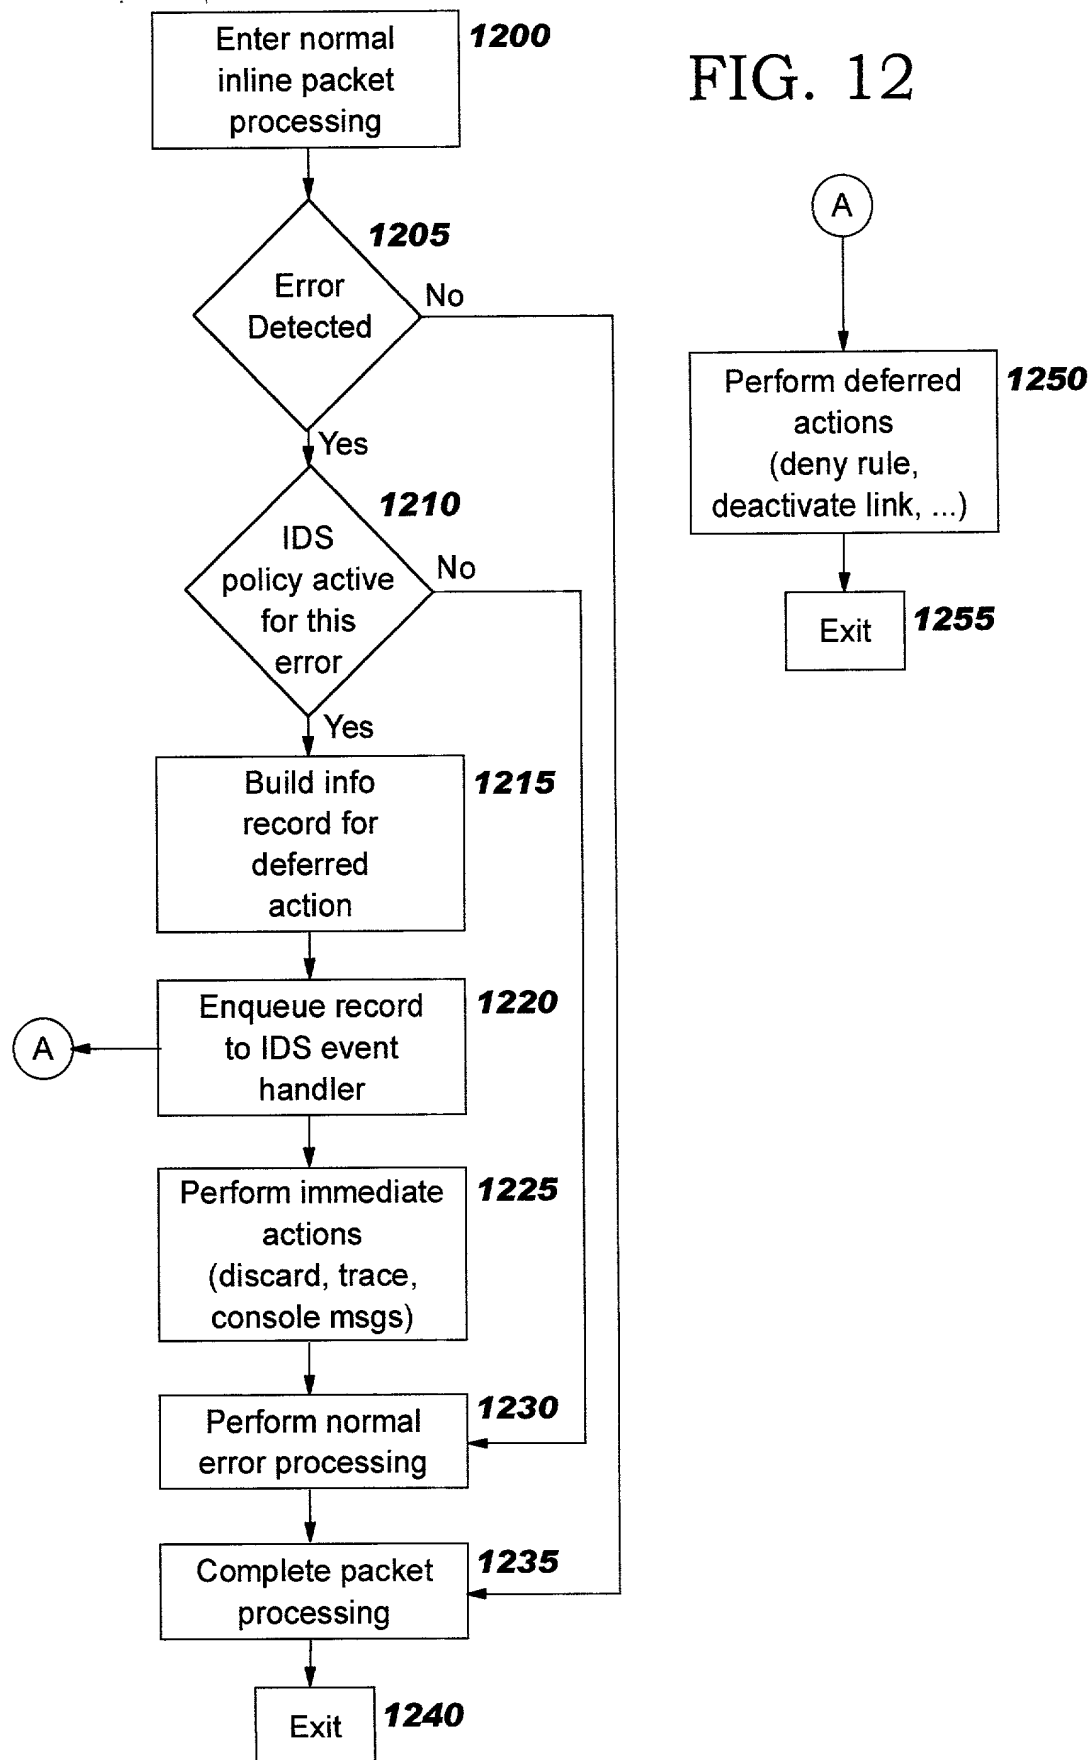 Enter normal
inline packet
processing
1200
FIG. 12
Error
Detected
1205
No
Yes
IDS
policy active
for this
error
1210
No
Yes
Build info
record for
deferred
action
1215
Enqueue record
to IDS event
handler
1220
A
Perform immediate
actions
(discard, trace,
console msgs)
1225
Perform normal
error processing
1230
Complete packet
processing
1235
Exit
1240
A
Perform deferred
actions
(deny rule,
deactivate link, ...)
1250
Exit
1255